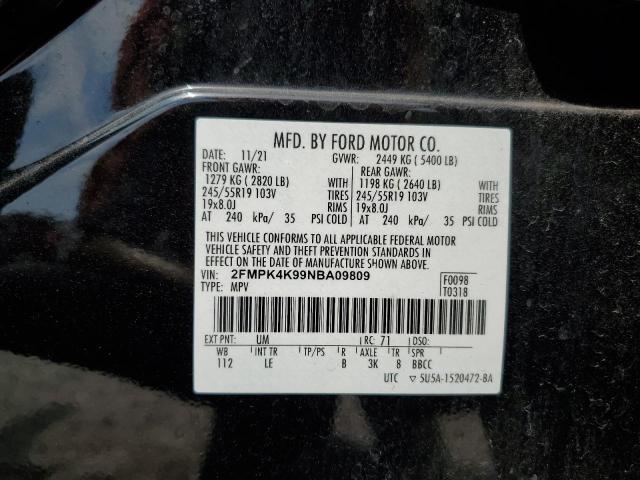 MFD. BY FORD MOTOR CO.
DATE: 11/21 GVWR: 2449 KG ( 5400 LB)
FRONT GAWR: REAR GAWR:
1279 KG ( 2820 LB) WITH 1198 KG ( 2640 LB) WITH
245/55R19 103V TIRES 245/55R19 103V TIRES
19x8.0J RIMS 19x8.0J RIMS
AT 240 kPa/ 35 PSI COLD AT 240 kPa/ 35 PSI COLD
THIS VEHICLE CONFORMS TO ALL APPLICABLE FEDERAL MOTOR
VEHICLE SAFETY AND THEFT PREVENTION STANDARDS IN
EFFECT ON THE DATE OF MANUFACTURE SHOWN ABOVE.
VIN: 2FMPK4K99NBA09809 F0098
TYPE: MPV T0318
EXT PNT: UM RC: 71 DSO:
WB INT TR TP/PS R AXLE TR SPR
112 LE B 3K 8 BBCC
UTC ▽ 5U5A-1520472-BA